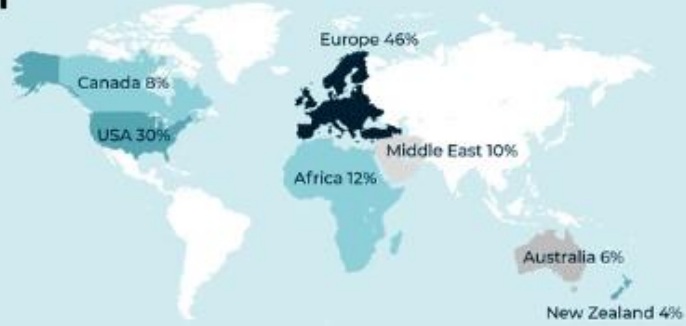 Europe 46%
Canada 8%
USA 30%
Middle East 10%
Africa 12%
Australia 6%
New Zealand 4%